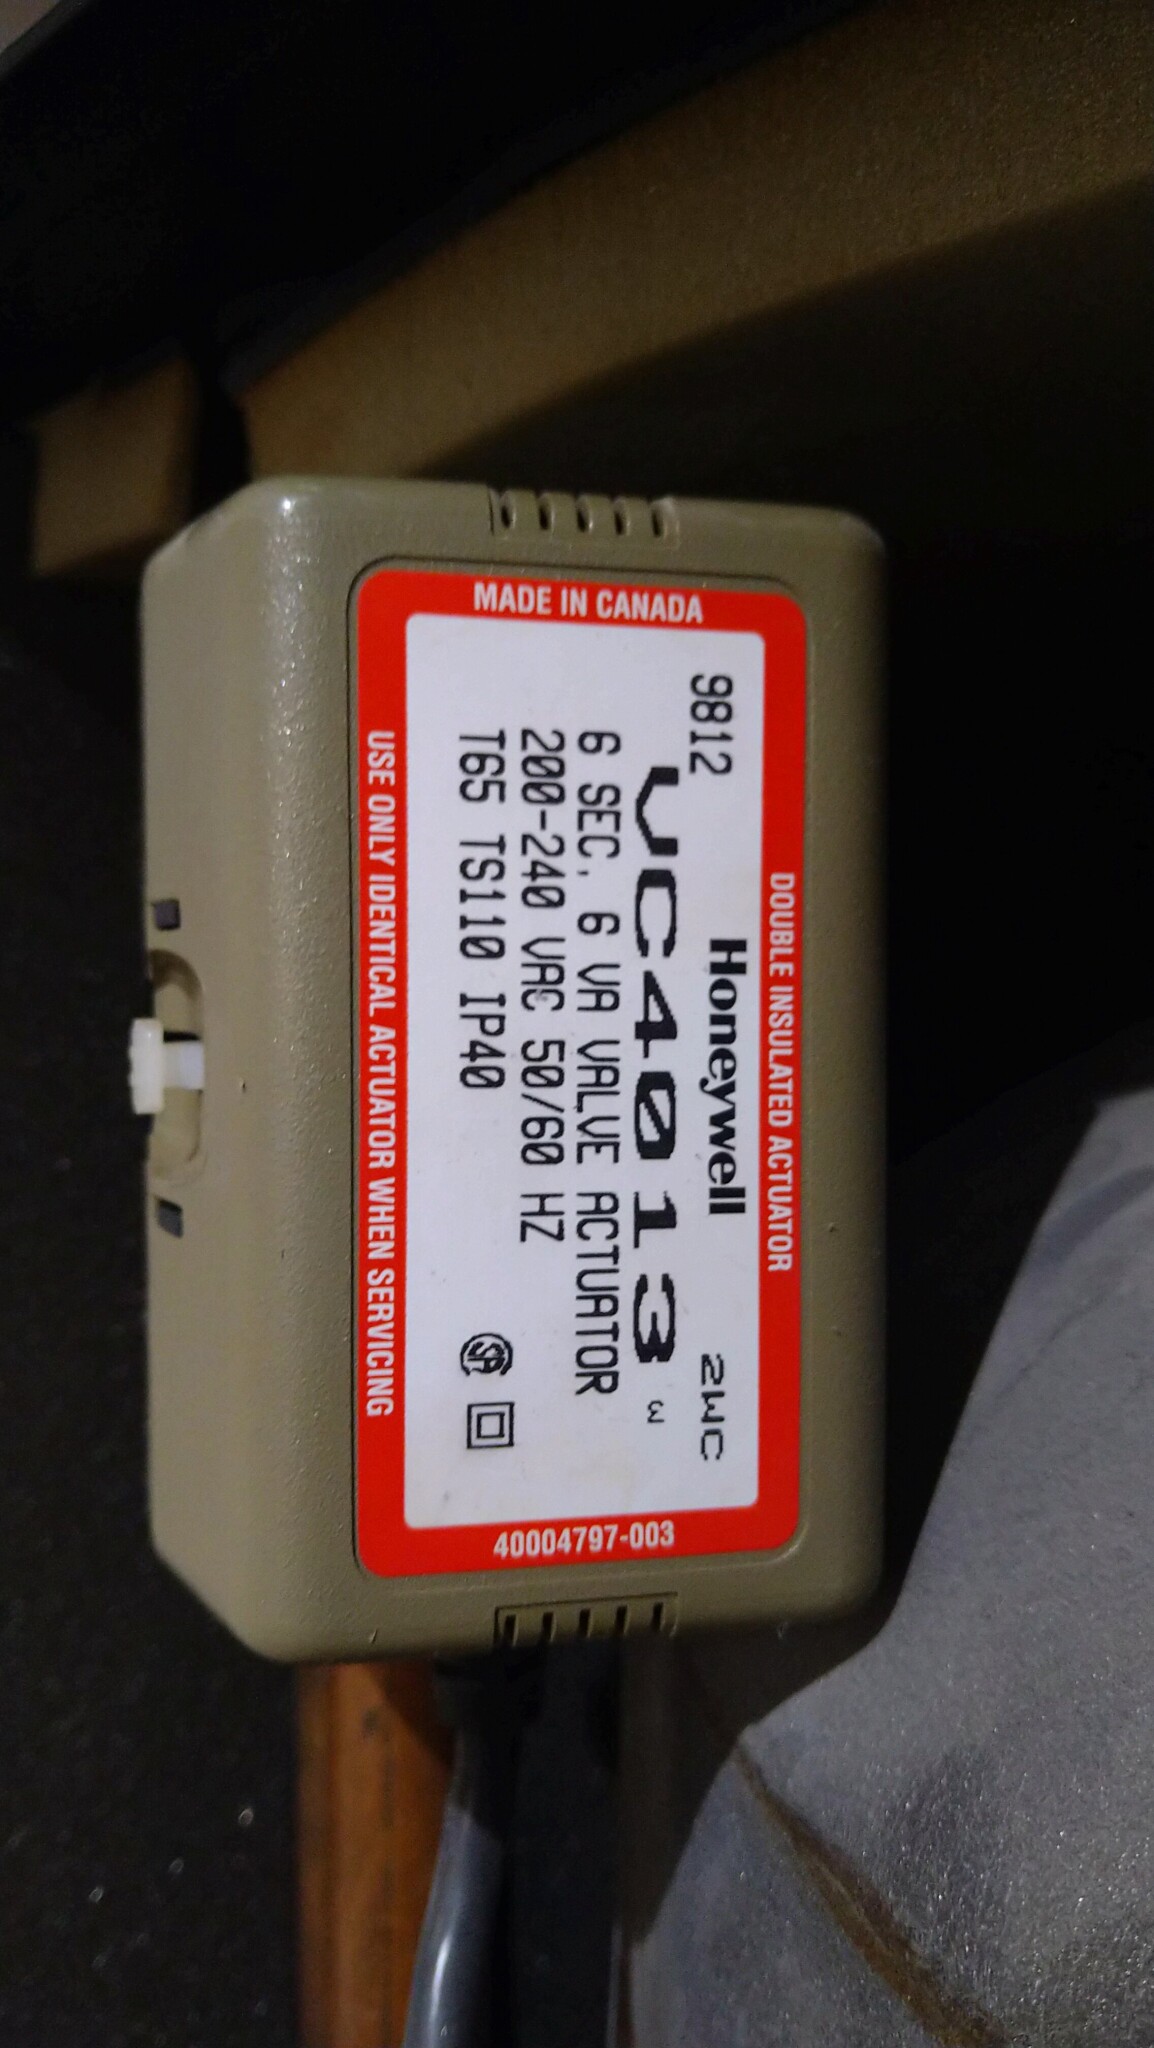 MADE IN CANADA
DOUBLE INSULATED ACTUATOR
9812
Honeywell
2WC
VC4013
3
6 SEC, 6 VA VALVE ACTUATOR
200-240 VAC 50/60 HZ
T65 TS110 IP40
USE ONLY IDENTICAL ACTUATOR WHEN SERVICING
40004797-003